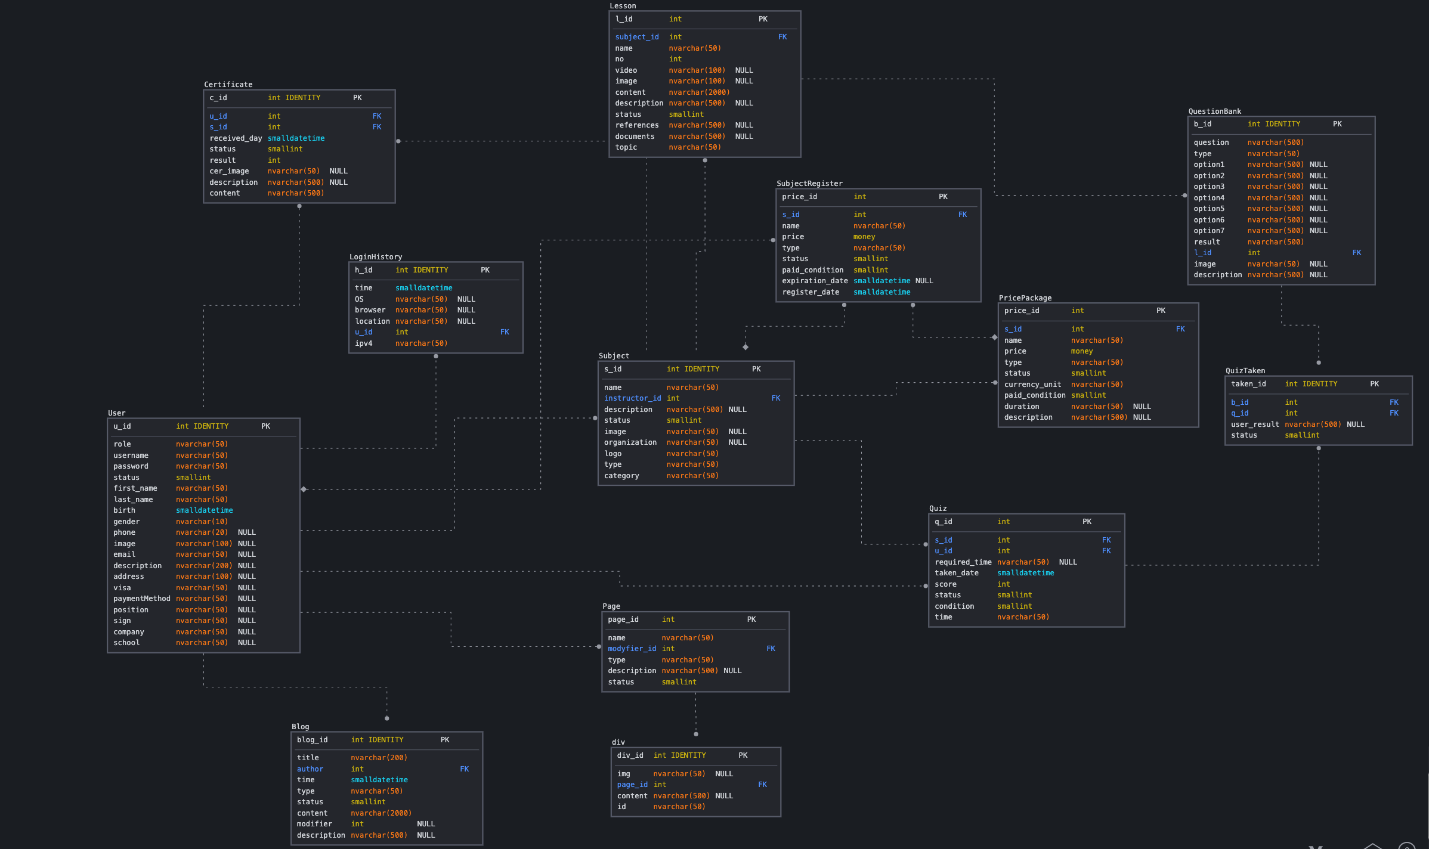 Lesson
l_id int PK
subject_id int FK
name nvarchar(50)
no int
video nvarchar(100) NULL
image nvarchar(100) NULL
content nvarchar(2000)
description nvarchar(500) NULL
status smallint
references nvarchar(500) NULL
documents nvarchar(500) NULL
topic nvarchar(50)
Certificate
c_id int IDENTITY PK
u_id int FK
s_id int FK
received_day smalldatetime
status smallint
result int
cer_image nvarchar(50) NULL
description nvarchar(500) NULL
content nvarchar(500)
QuestionBank
b_id int IDENTITY PK
question nvarchar(500)
type nvarchar(50)
option1 nvarchar(500) NULL
option2 nvarchar(500) NULL
option3 nvarchar(500) NULL
option4 nvarchar(500) NULL
option5 nvarchar(500) NULL
option6 nvarchar(500) NULL
option7 nvarchar(500) NULL
result nvarchar(500)
l_id int FK
image nvarchar(50) NULL
description nvarchar(500) NULL
SubjectRegister
price_id int PK
s_id int FK
name nvarchar(50)
price money
type nvarchar(50)
status smallint
paid_condition smallint
expiration_date smalldatetime NULL
register_date smalldatetime
LoginHistory
h_id int IDENTITY PK
time smalldatetime
OS nvarchar(50) NULL
browser nvarchar(50) NULL
location nvarchar(50) NULL
u_id int FK
ipv4 nvarchar(50)
PricePackage
price_id int PK
s_id int FK
name nvarchar(50)
price money
type nvarchar(50)
status smallint
currency_unit nvarchar(50)
paid_condition smallint
duration nvarchar(50) NULL
description nvarchar(500) NULL
Subject
s_id int IDENTITY PK
name nvarchar(50)
instructor_id int FK
description nvarchar(500) NULL
status smallint
image nvarchar(50) NULL
organization nvarchar(50) NULL
logo nvarchar(50)
type nvarchar(50)
category nvarchar(50)
QuizTaken
taken_id int IDENTITY PK
b_id int FK
q_id int FK
user_result nvarchar(500) NULL
status smallint
User
u_id int IDENTITY PK
role nvarchar(50)
username nvarchar(50)
password nvarchar(50)
status smallint
first_name nvarchar(50)
last_name nvarchar(50)
birth smalldatetime
gender nvarchar(10)
phone nvarchar(20) NULL
image nvarchar(100) NULL
email nvarchar(50) NULL
description nvarchar(200) NULL
address nvarchar(100) NULL
visa nvarchar(50) NULL
paymentMethod nvarchar(50) NULL
position nvarchar(50) NULL
sign nvarchar(50) NULL
company nvarchar(50) NULL
school nvarchar(50) NULL
Quiz
q_id int PK
s_id int FK
u_id int FK
required_time nvarchar(50) NULL
taken_date smalldatetime
score int
status smallint
condition smallint
time nvarchar(50)
Page
page_id int PK
name nvarchar(50)
modyfier_id int FK
type nvarchar(50)
description nvarchar(500) NULL
status smallint
Blog
blog_id int IDENTITY PK
title nvarchar(200)
author int FK
time smalldatetime
type nvarchar(50)
status smallint
content nvarchar(2000)
modifier int NULL
description nvarchar(500) NULL
div
div_id int IDENTITY PK
img nvarchar(50) NULL
page_id int FK
content nvarchar(500) NULL
id nvarchar(50)